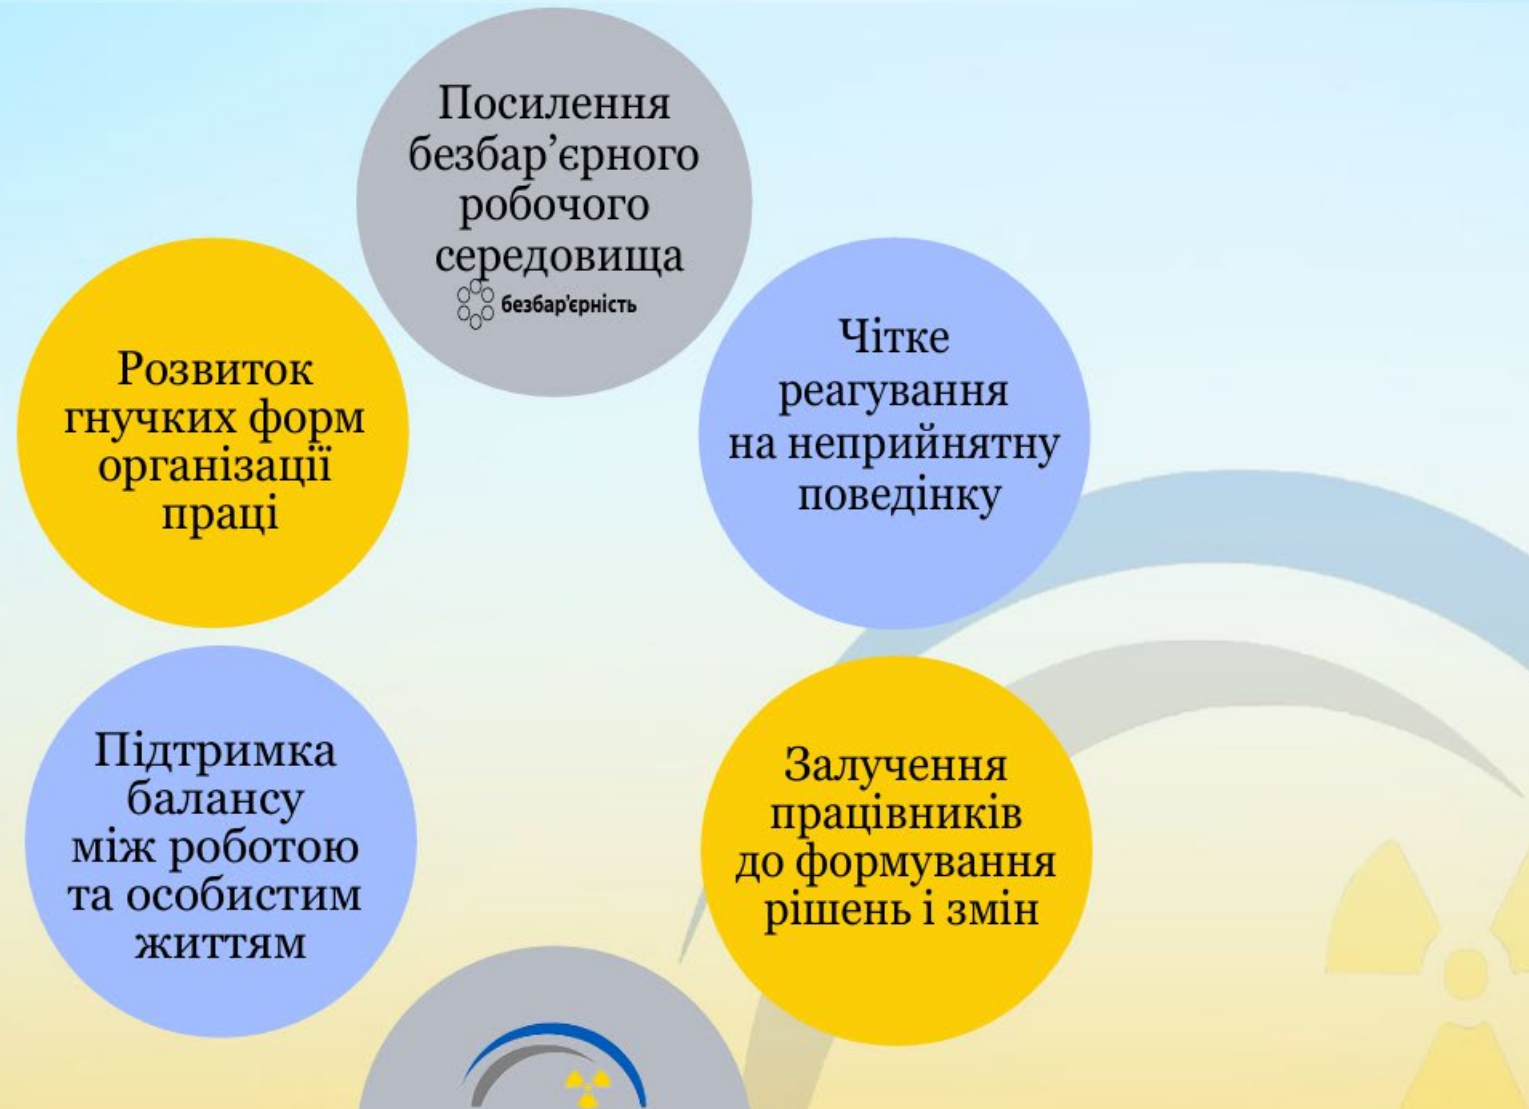 Посилення
безбар’єрного
робочого
середовища
безбар'єрність
Розвиток
гнучких форм
організації
праці
Чітке
реагування
на неприйнятну
поведінку
Підтримка
балансу
між роботою
та особистим
життям
Залучення
працівників
до формування
рішень і змін